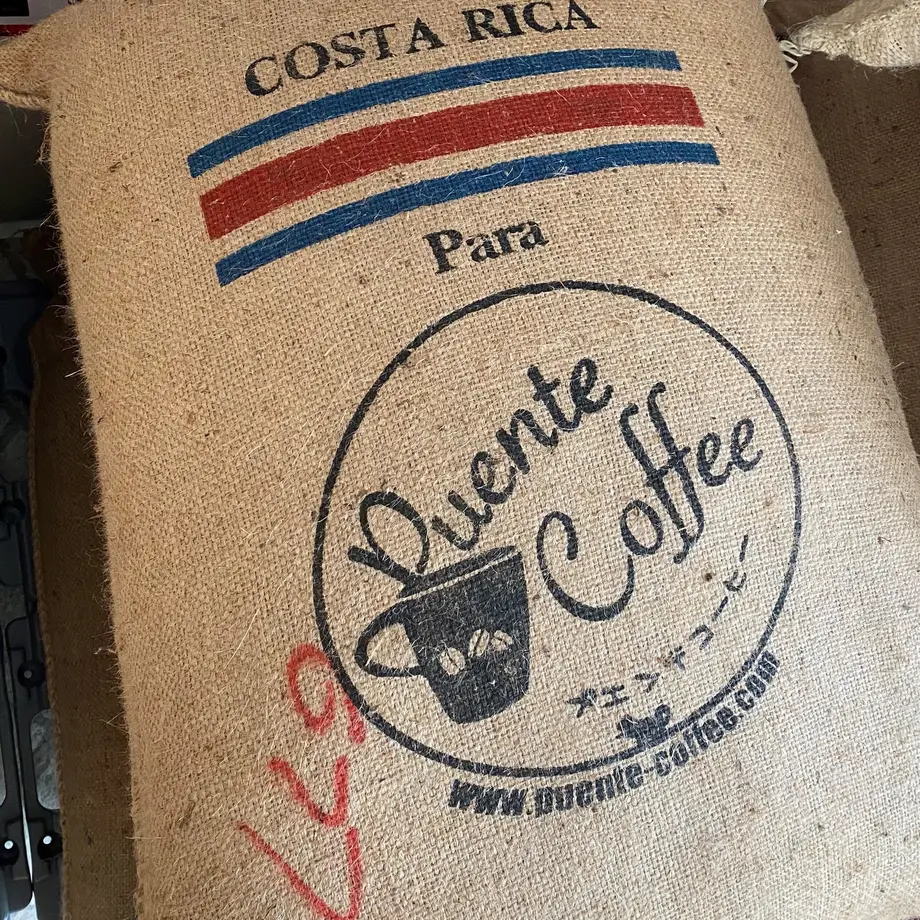 COSTA RICA
Para
Puente
Coffee
プエンテコーヒー
www.puente-coffee.com